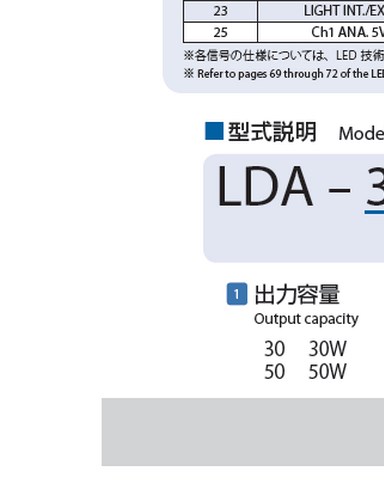 23 LIGHT INT./EX
25 Ch1 ANA. 5V
※各信号の仕様については、LED 技術
※ Refer to pages 69 through 72 of the LE
■型式説明 Mode
LDA – 3
1 出力容量
Output capacity
30 30W
50 50W